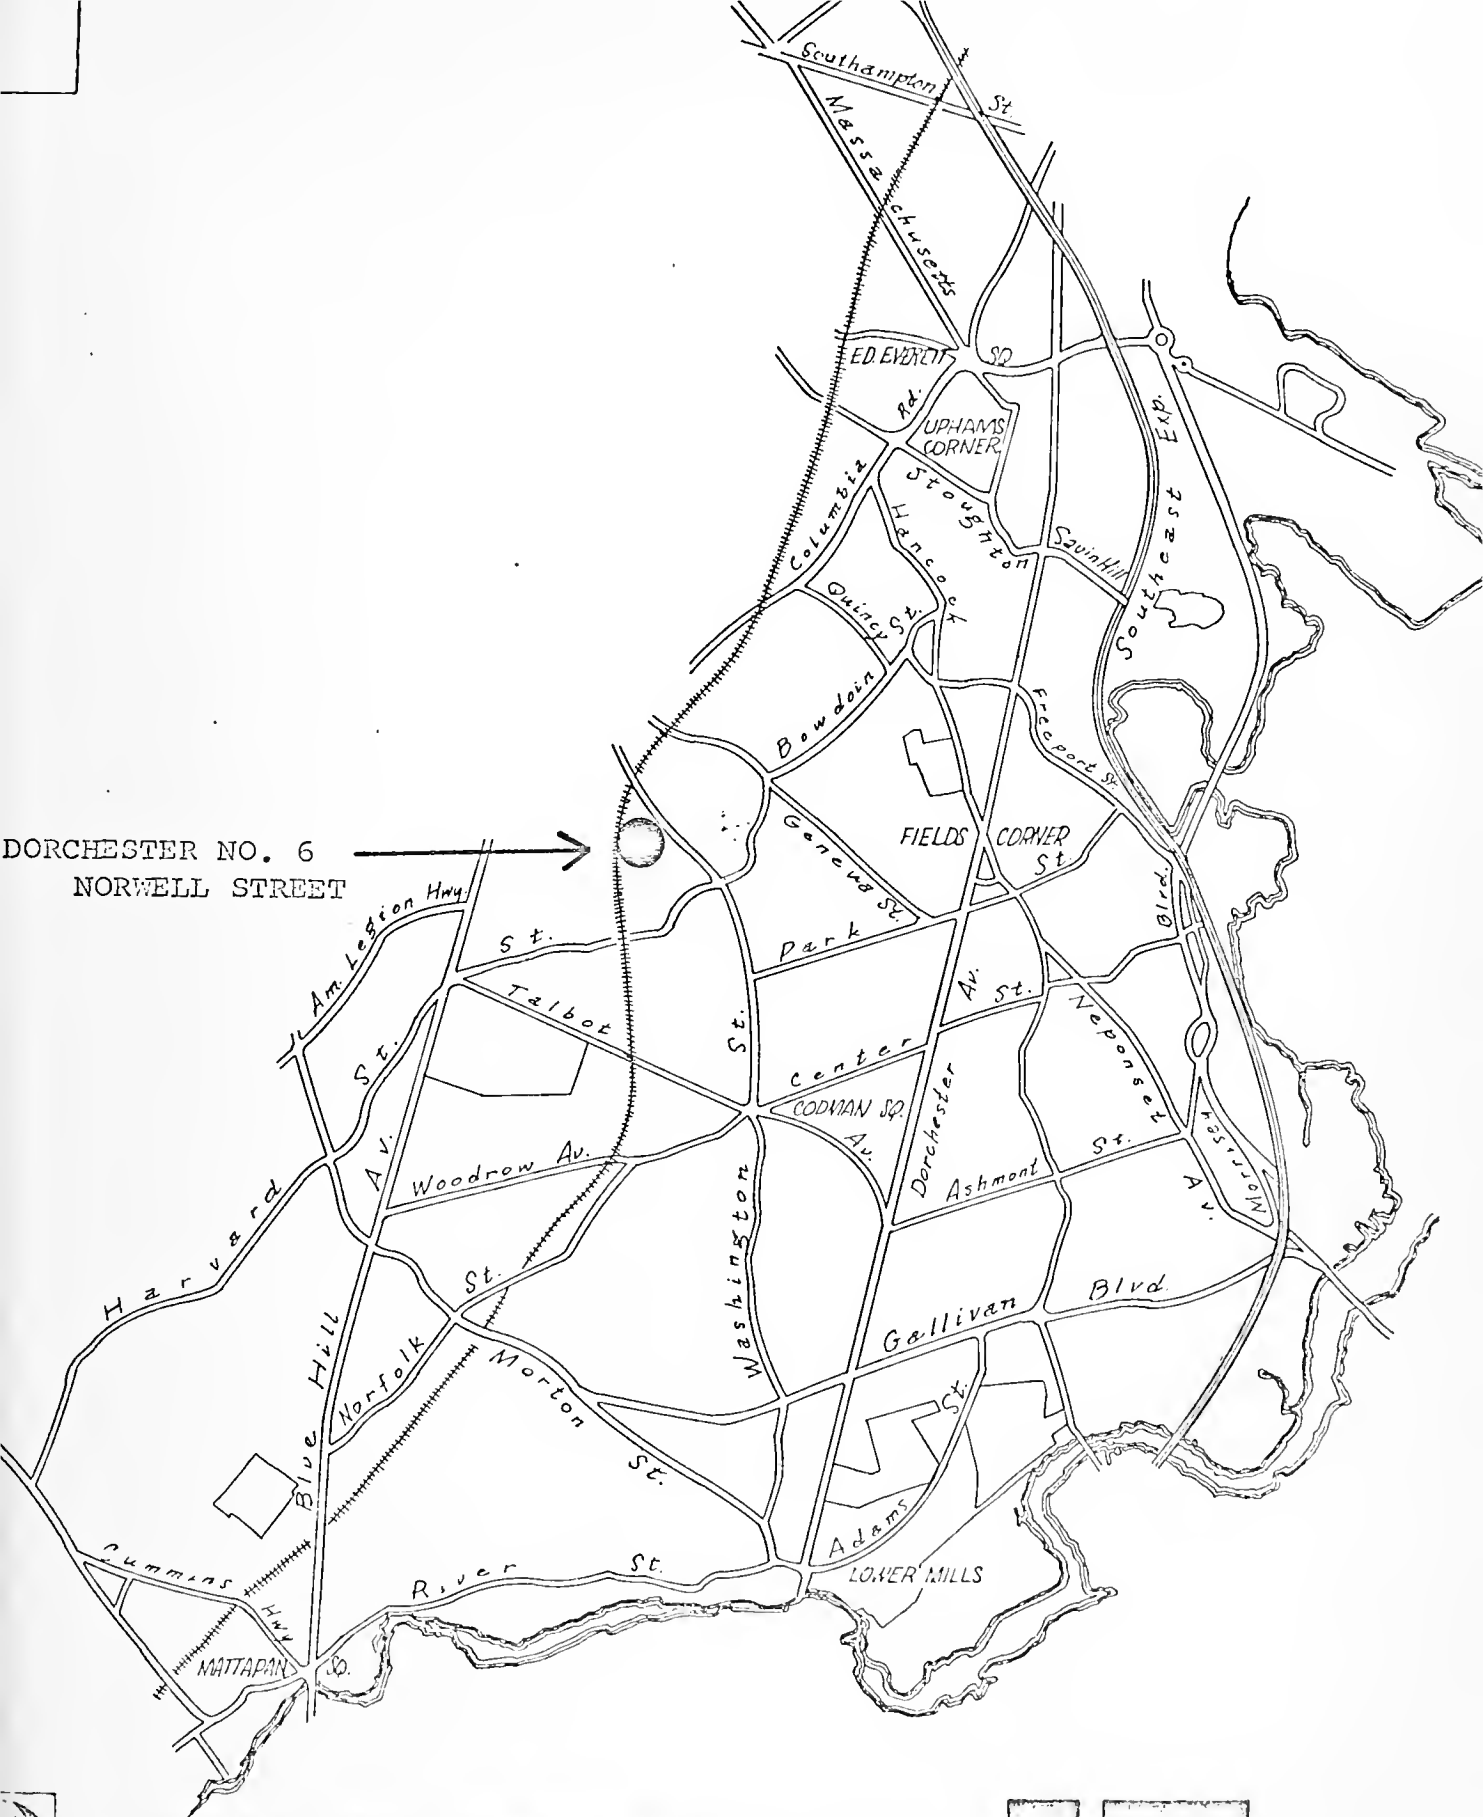 Southampton St.
Massachusetts
ED. EVERETT SQ.
Rd.
UPHAMS
CORNER
Columbia
Stoughton
Hancock
Savin Hill
Southeast Exp.
Quincy
St.
Bowdoin
Freeport St.
Geneva St.
FIELDS CORNER
St.
DORCHESTER NO. 6
NORWELL STREET
Am. Legion Hwy.
St.
Park
Blvd.
Talbot
St.
Av.
St.
Neponset
St.
Center
CODMAN SQ.
Av.
Dorchester
Morrissey
Av.
Woodrow Av.
Ashmont St.
Av.
Harvard
Washington
St.
Gallivan Blvd.
Blue Hill
Norfolk
Morton
St.
St.
Adams
Cummins
Hwy
River St.
LOWER MILLS
MATTAPAN SQ.